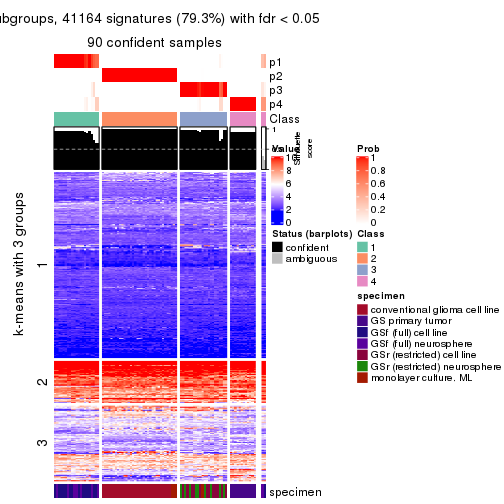 ubgroups, 41164 signatures (79.3%) with fdr < 0.05
90 confident samples
p1
p2
p3
p4
Class
1
Silhouette
score
Value
10
8
6
4
2
0
Prob
1
0.8
0.6
0.4
0.2
0
Status (barplots)
confident
ambiguous
Class
1
2
3
4
specimen
conventional glioma cell line
GS primary tumor
GSf (full) cell line
GSf (full) neurosphere
GSr (restricted) cell line
GSr (restricted) neurosphere
monolayer culture. ML
k-means with 3 groups
1
2
3
specimen